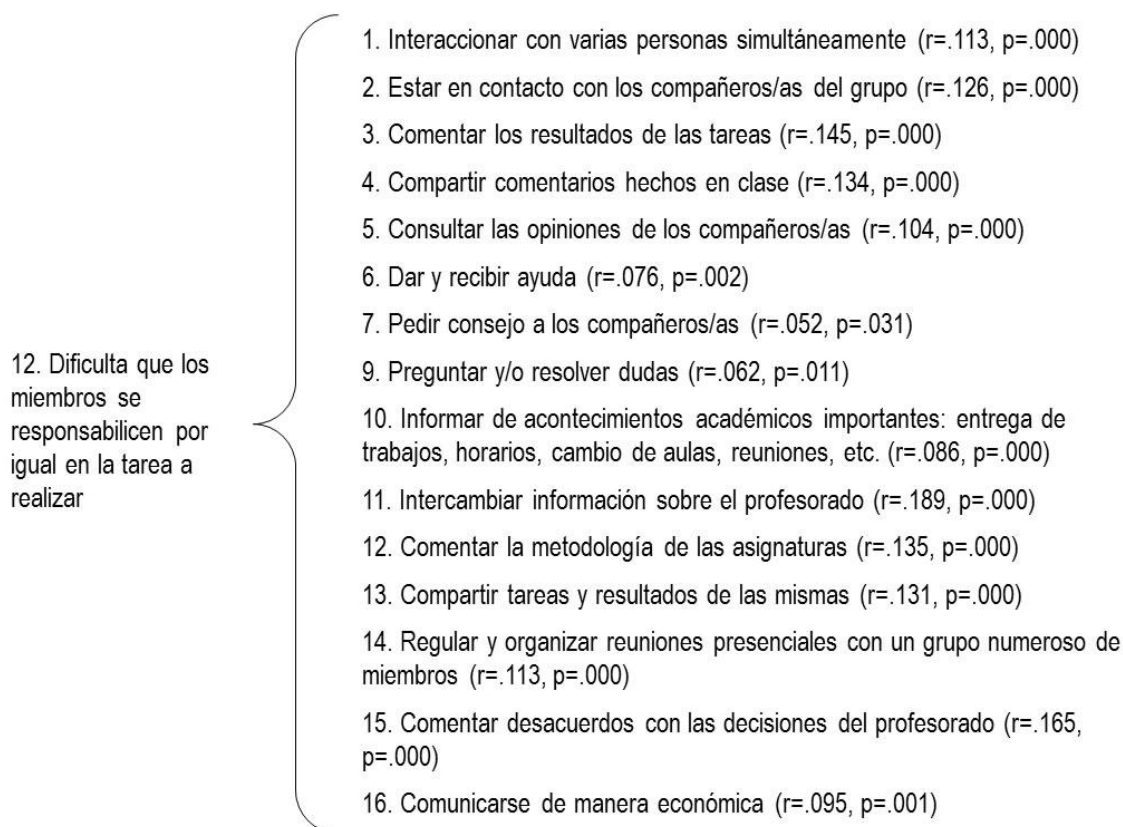 1. Interaccionar con varias personas simultáneamente (r=.113, p=.000)
2. Estar en contacto con los compañeros/as del grupo (r=.126, p=.000)
3. Comentar los resultados de las tareas (r=.145, p=.000)
4. Compartir comentarios hechos en clase (r=.134, p=.000)
5. Consultar las opiniones de los compañeros/as (r=.104, p=.000)
6. Dar y recibir ayuda (r=.076, p=.002)
7. Pedir consejo a los compañeros/as (r=.052, p=.031)
9. Preguntar y/o resolver dudas (r=.062, p=.011)
10. Informar de acontecimientos académicos importantes: entrega de
trabajos, horarios, cambio de aulas, reuniones, etc. (r=.086, p=.000)
11. Intercambiar información sobre el profesorado (r=.189, p=.000)
12. Comentar la metodología de las asignaturas (r=.135, p=.000)
13. Compartir tareas y resultados de las mismas (r=.131, p=.000)
14. Regular y organizar reuniones presenciales con un grupo numeroso de
miembros (r=.113, p=.000)
15. Comentar desacuerdos con las decisiones del profesorado (r=.165,
p=.000)
16. Comunicarse de manera económica (r=.095, p=.001)
12. Dificulta que los
miembros se
responsabilicen por
igual en la tarea a
realizar